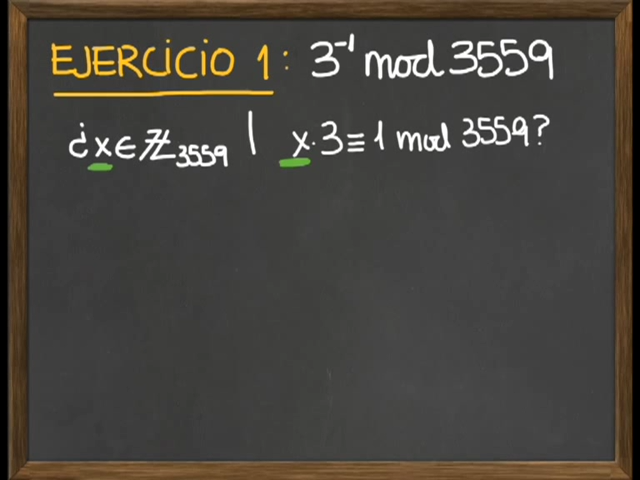 EJERCICIO 1: 3⁻¹ mod 3559
¿x∈ℤ₃₅₅₉ | x·3≡1 mod 3559?